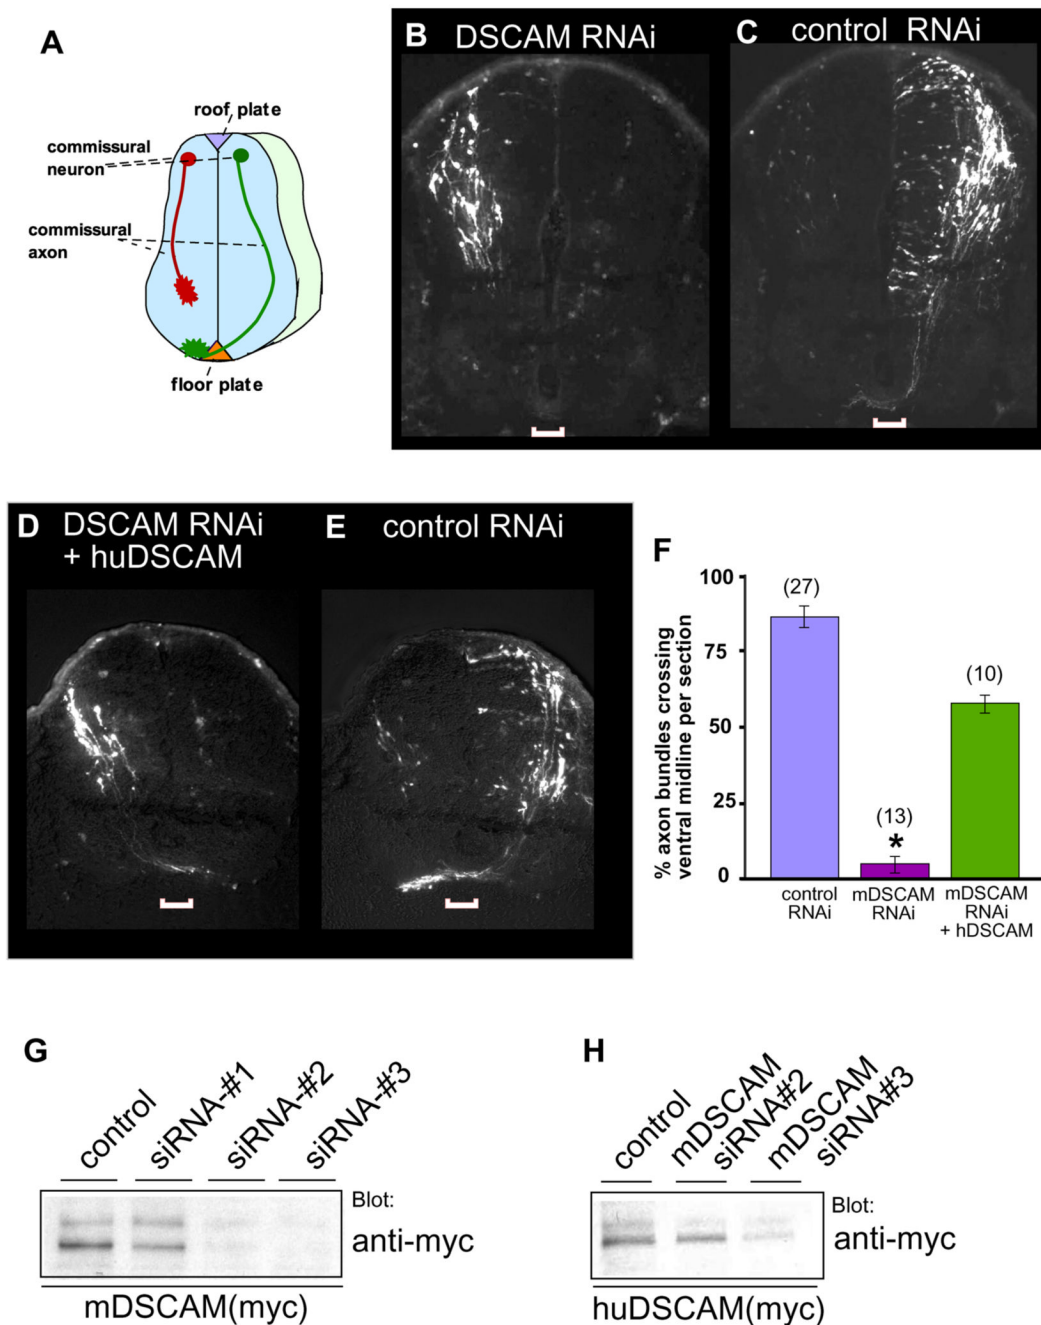 A
roof plate
commissural
neuron
commissural
axon
floor plate
B DSCAM RNAi
C control RNAi
D DSCAM RNAi
+ huDSCAM
E control RNAi
F
% axon bundles crossing
ventral midline per section
100
75
50
25
0
(27)
(13)
*
(10)
control
RNAi
mDSCAM
RNAi
mDSCAM
RNAi
+ hDSCAM
G
control
siRNA-#1
siRNA-#2
siRNA-#3
Blot:
anti-myc
mDSCAM(myc)
H
control
mDSCAM
siRNA#2
mDSCAM
siRNA#3
Blot:
anti-myc
huDSCAM(myc)